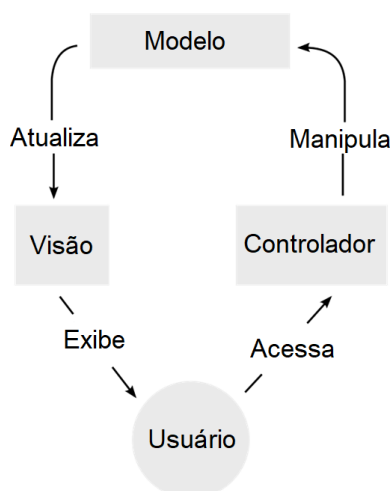 Modelo
Atualiza
Manipula
Visão
Controlador
Exibe
Acessa
Usuário